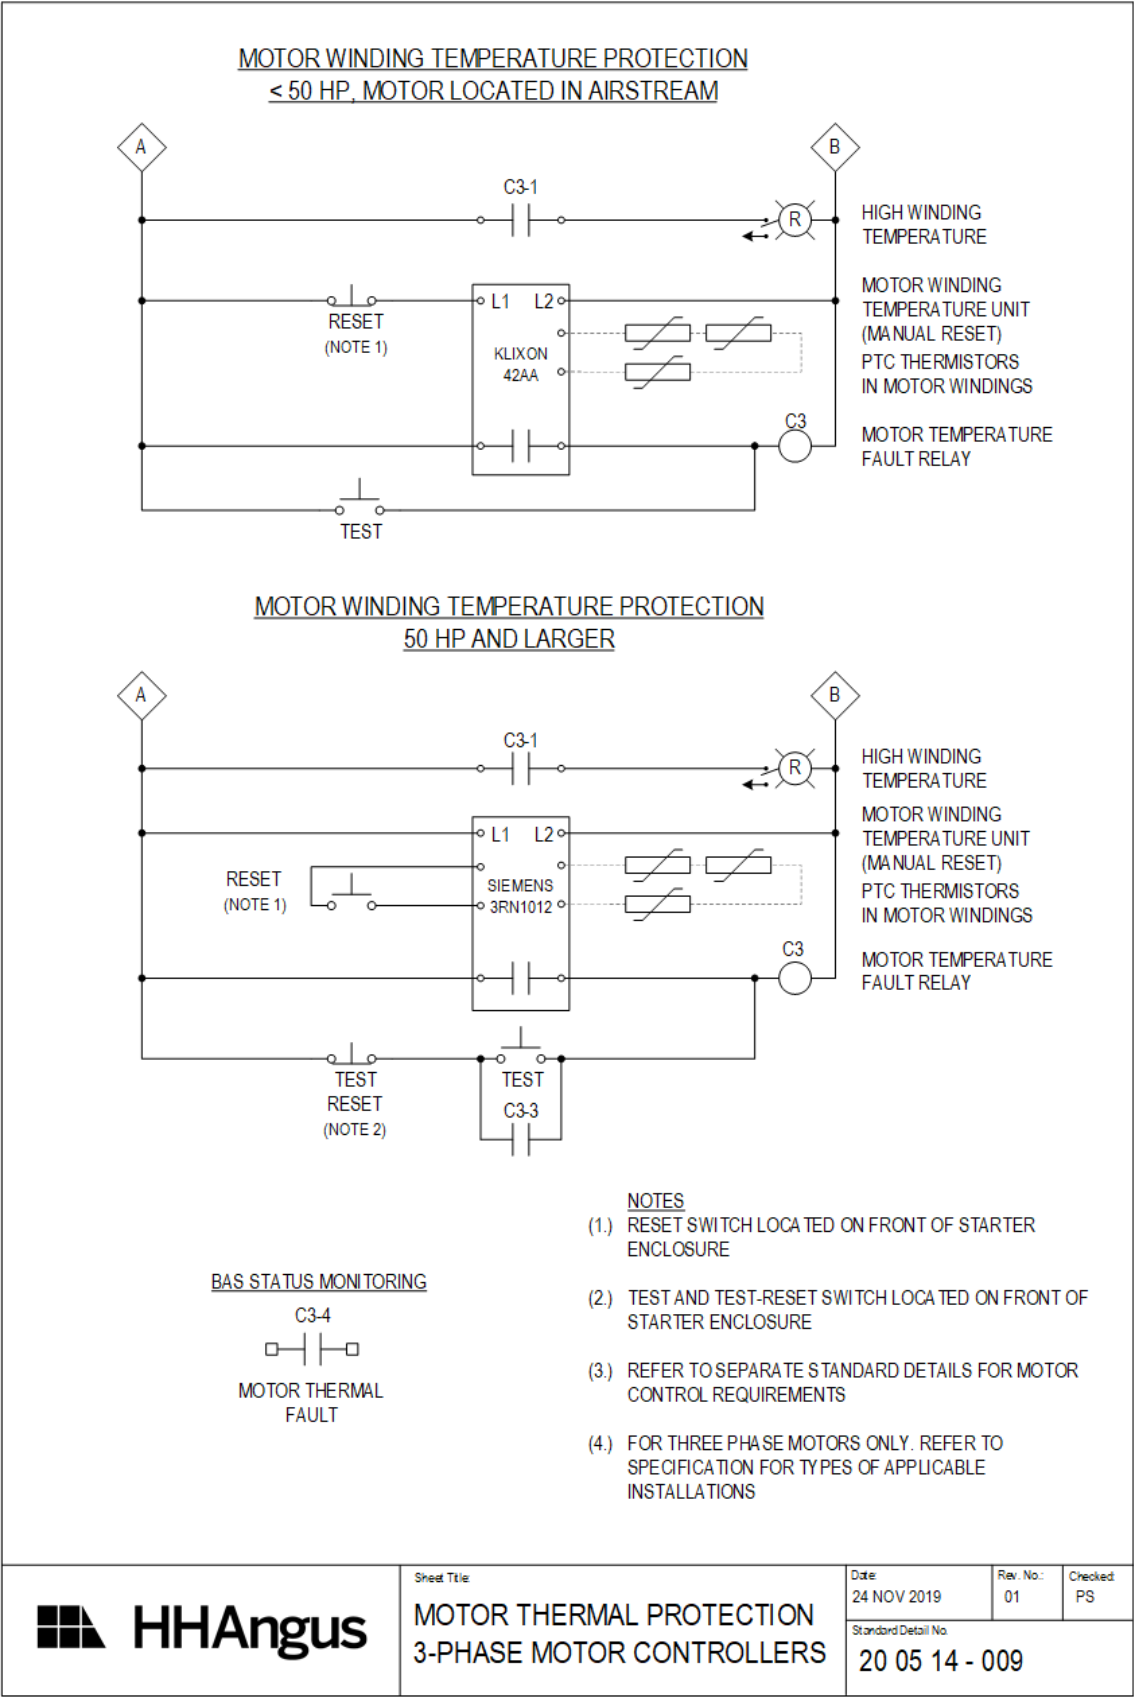 MOTOR WINDING TEMPERATURE PROTECTION
< 50 HP, MOTOR LOCATED IN AIRSTREAM
A
B
C3-1
R
HIGH WINDING
TEMPERATURE
RESET
(NOTE 1)
L1 L2
KLIXON
42AA
MOTOR WINDING
TEMPERATURE UNIT
(MANUAL RESET)
PTC THERMISTORS
IN MOTOR WINDINGS
C3
MOTOR TEMPERATURE
FAULT RELAY
TEST
MOTOR WINDING TEMPERATURE PROTECTION
50 HP AND LARGER
A
B
C3-1
R
HIGH WINDING
TEMPERATURE
L1 L2
MOTOR WINDING
TEMPERATURE UNIT
(MANUAL RESET)
RESET
(NOTE 1)
SIEMENS
3RN1012
PTC THERMISTORS
IN MOTOR WINDINGS
C3
MOTOR TEMPERATURE
FAULT RELAY
TEST
RESET
(NOTE 2)
TEST
C3-3
NOTES
(1.) RESET SWITCH LOCATED ON FRONT OF STARTER
ENCLOSURE
(2.) TEST AND TEST-RESET SWITCH LOCATED ON FRONT OF
STARTER ENCLOSURE
(3.) REFER TO SEPARATE STANDARD DETAILS FOR MOTOR
CONTROL REQUIREMENTS
(4.) FOR THREE PHASE MOTORS ONLY. REFER TO
SPECIFICATION FOR TYPES OF APPLICABLE
INSTALLATIONS
BAS STATUS MONITORING
C3-4
MOTOR THERMAL
FAULT
HHAngus
Sheet Title:
MOTOR THERMAL PROTECTION
3-PHASE MOTOR CONTROLLERS
Date:
24 NOV 2019
Rev. No.:
01
Checked:
PS
Standard Detail No.
20 05 14 - 009